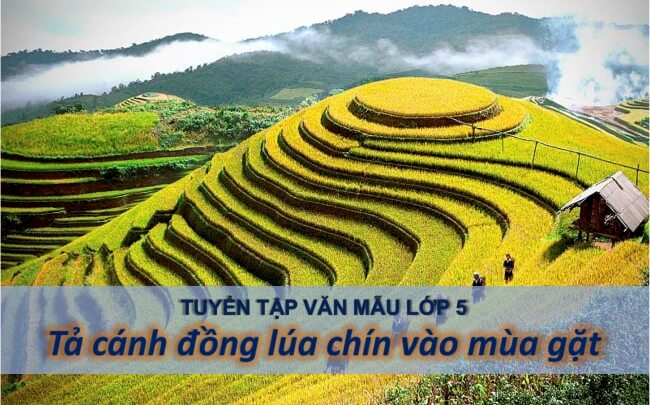 TUYỂN TẬP VĂN MẪU LỚP 5
Tả cánh đồng lúa chín vào mùa gặt